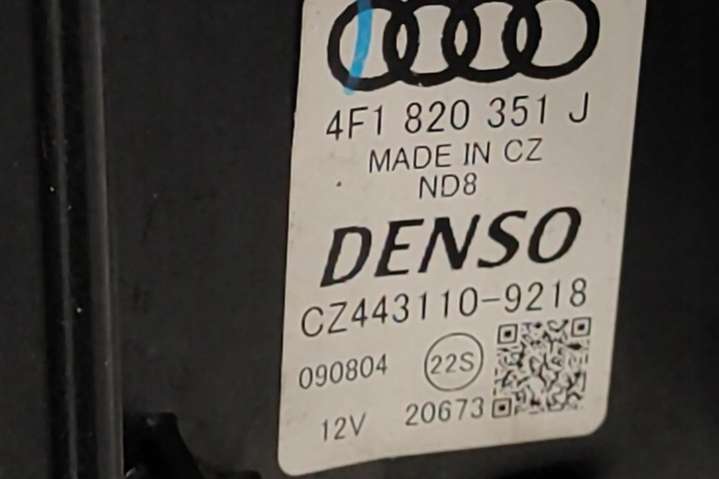 4F1 820 351 J
MADE IN CZ
ND8
DENSO
CZ443110-9218
090804 22S
12V 20673